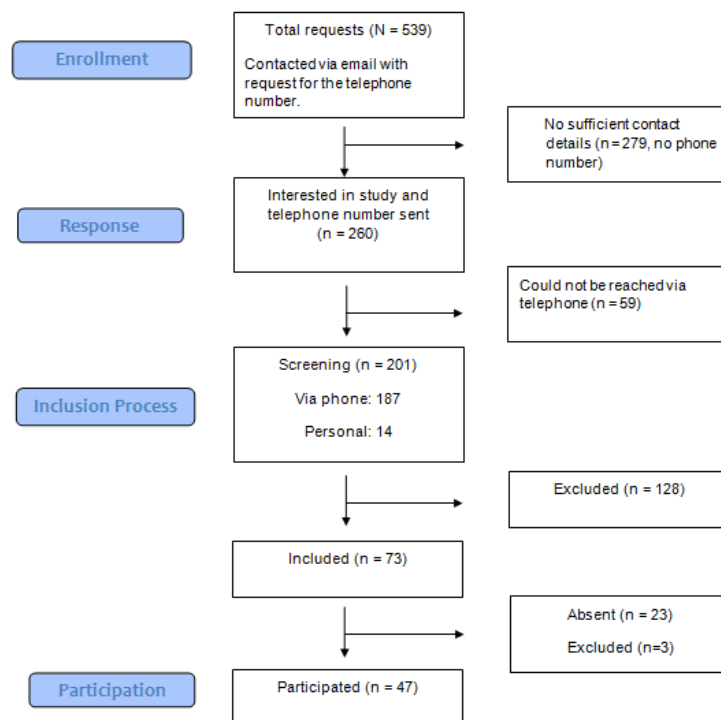 Enrollment
Total requests (N = 539)
Contacted via email with
request for the telephone
number.
No sufficient contact
details (n = 279, no phone
number)
Response
Interested in study and
telephone number sent
(n = 260)
Could not be reached via
telephone (n = 59)
Inclusion Process
Screening (n = 201)
Via phone: 187
Personal: 14
Excluded (n = 128)
Included (n = 73)
Absent (n = 23)
Excluded (n=3)
Participation
Participated (n = 47)